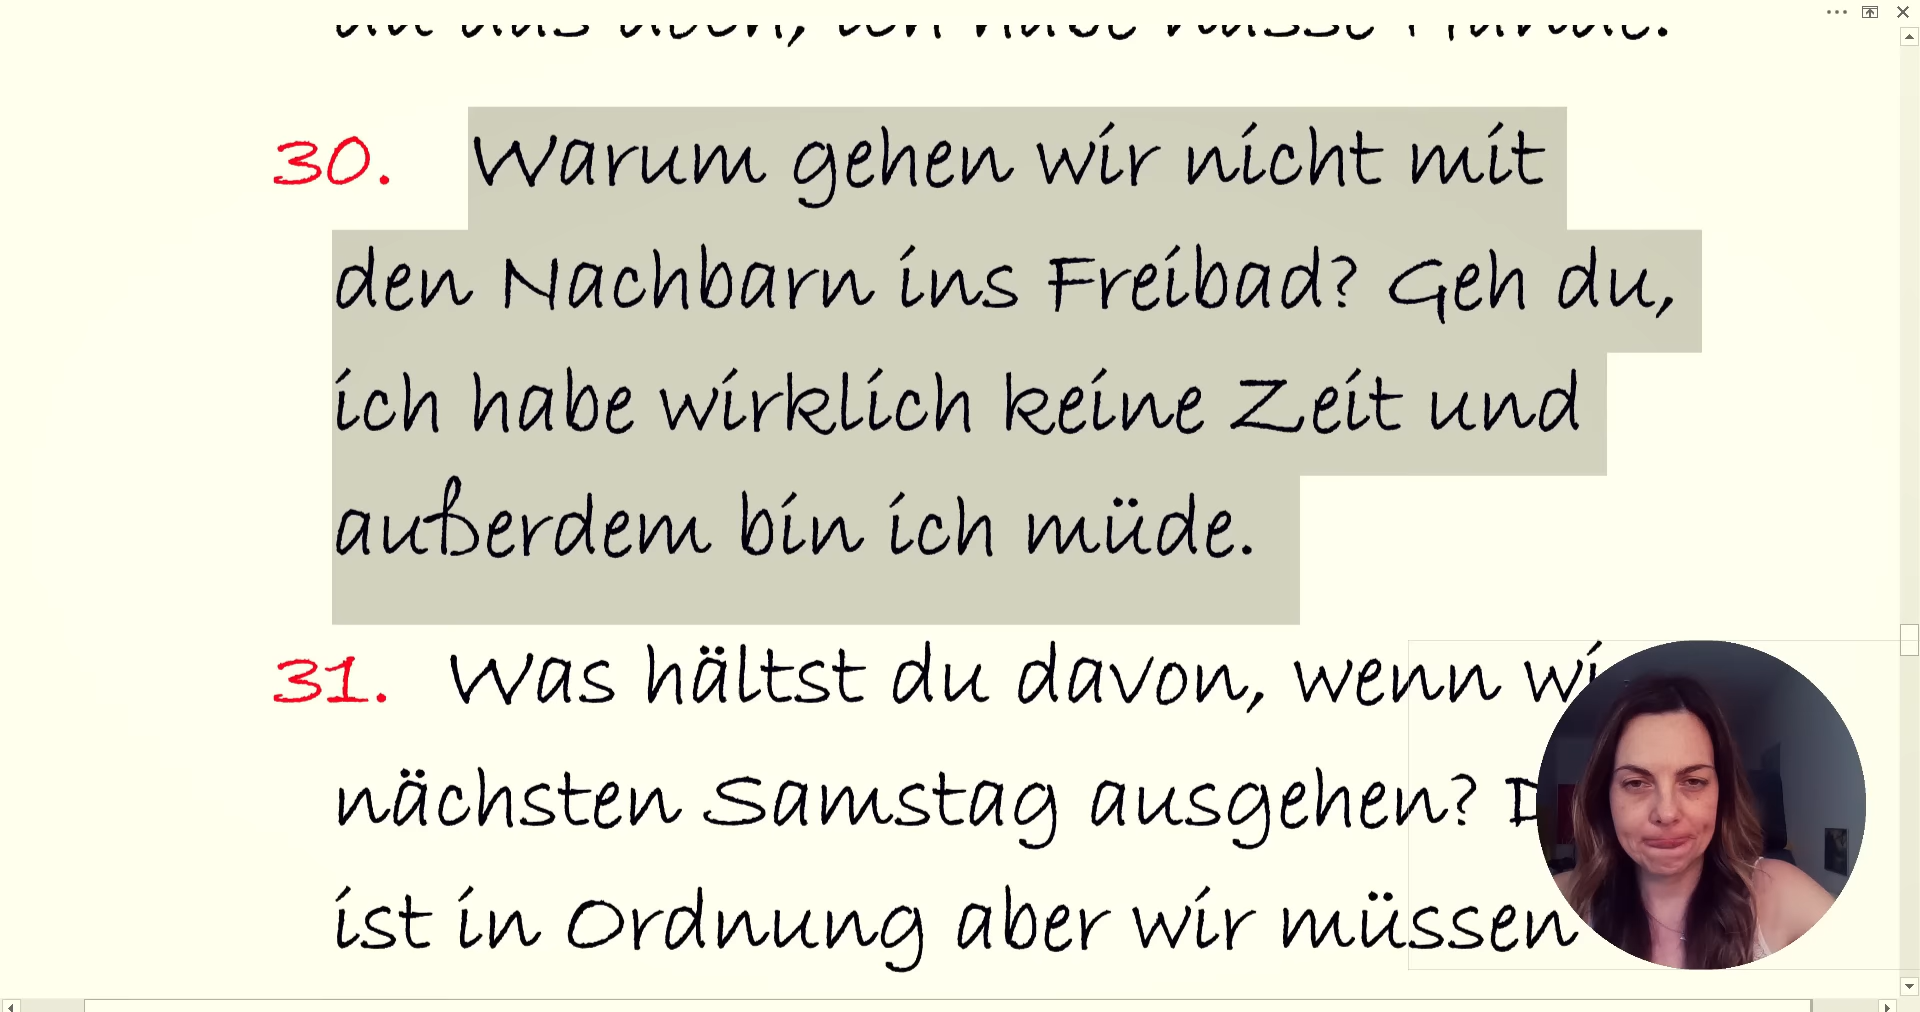 30. Warum gehen wir nicht mit
den Nachbarn ins Freibad? Geh du,
ich habe wirklich keine Zeit und
außerdem bin ich müde.
31. Was hältst du davon, wenn
nächsten Samstag ausgehen?
ist in Ordnung aber wir müssen